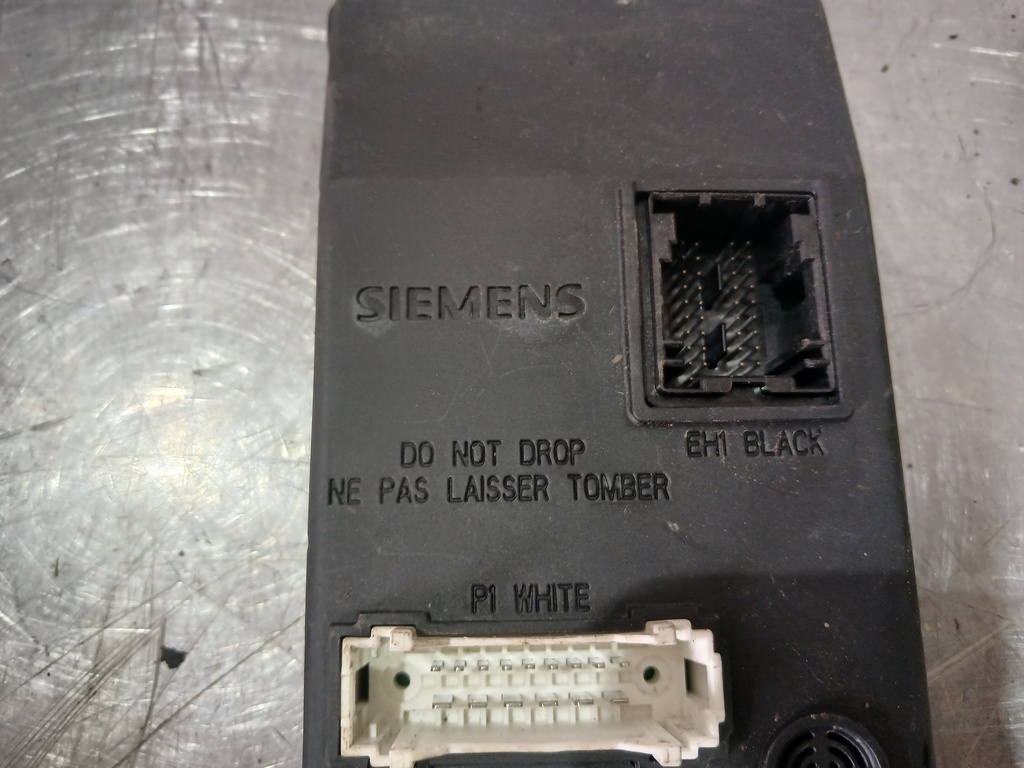 SIEMENS
EH1 BLACK
DO NOT DROP
NE PAS LAISSER TOMBER
P1 WHITE